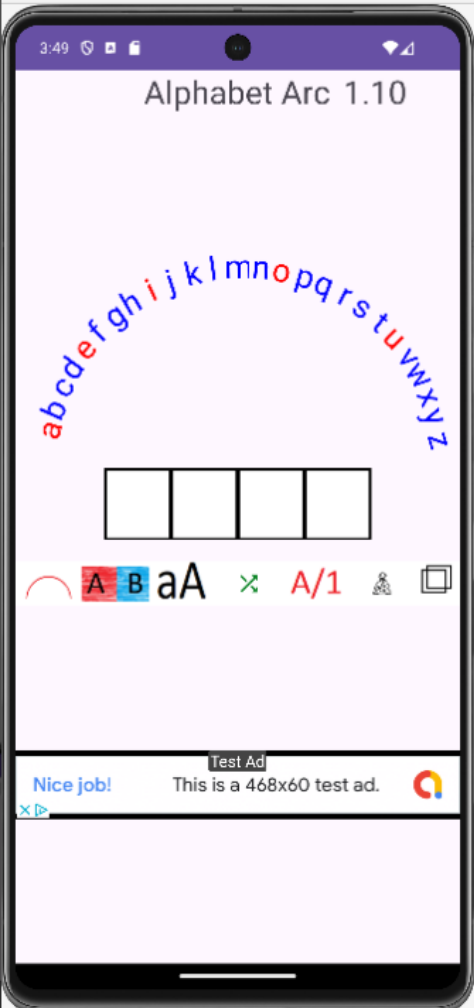 3:49
Alphabet Arc 1.10
abcdefghijklmnopqrstuvwxyz
A B aA A/1
Test Ad
Nice job! This is a 468x60 test ad.